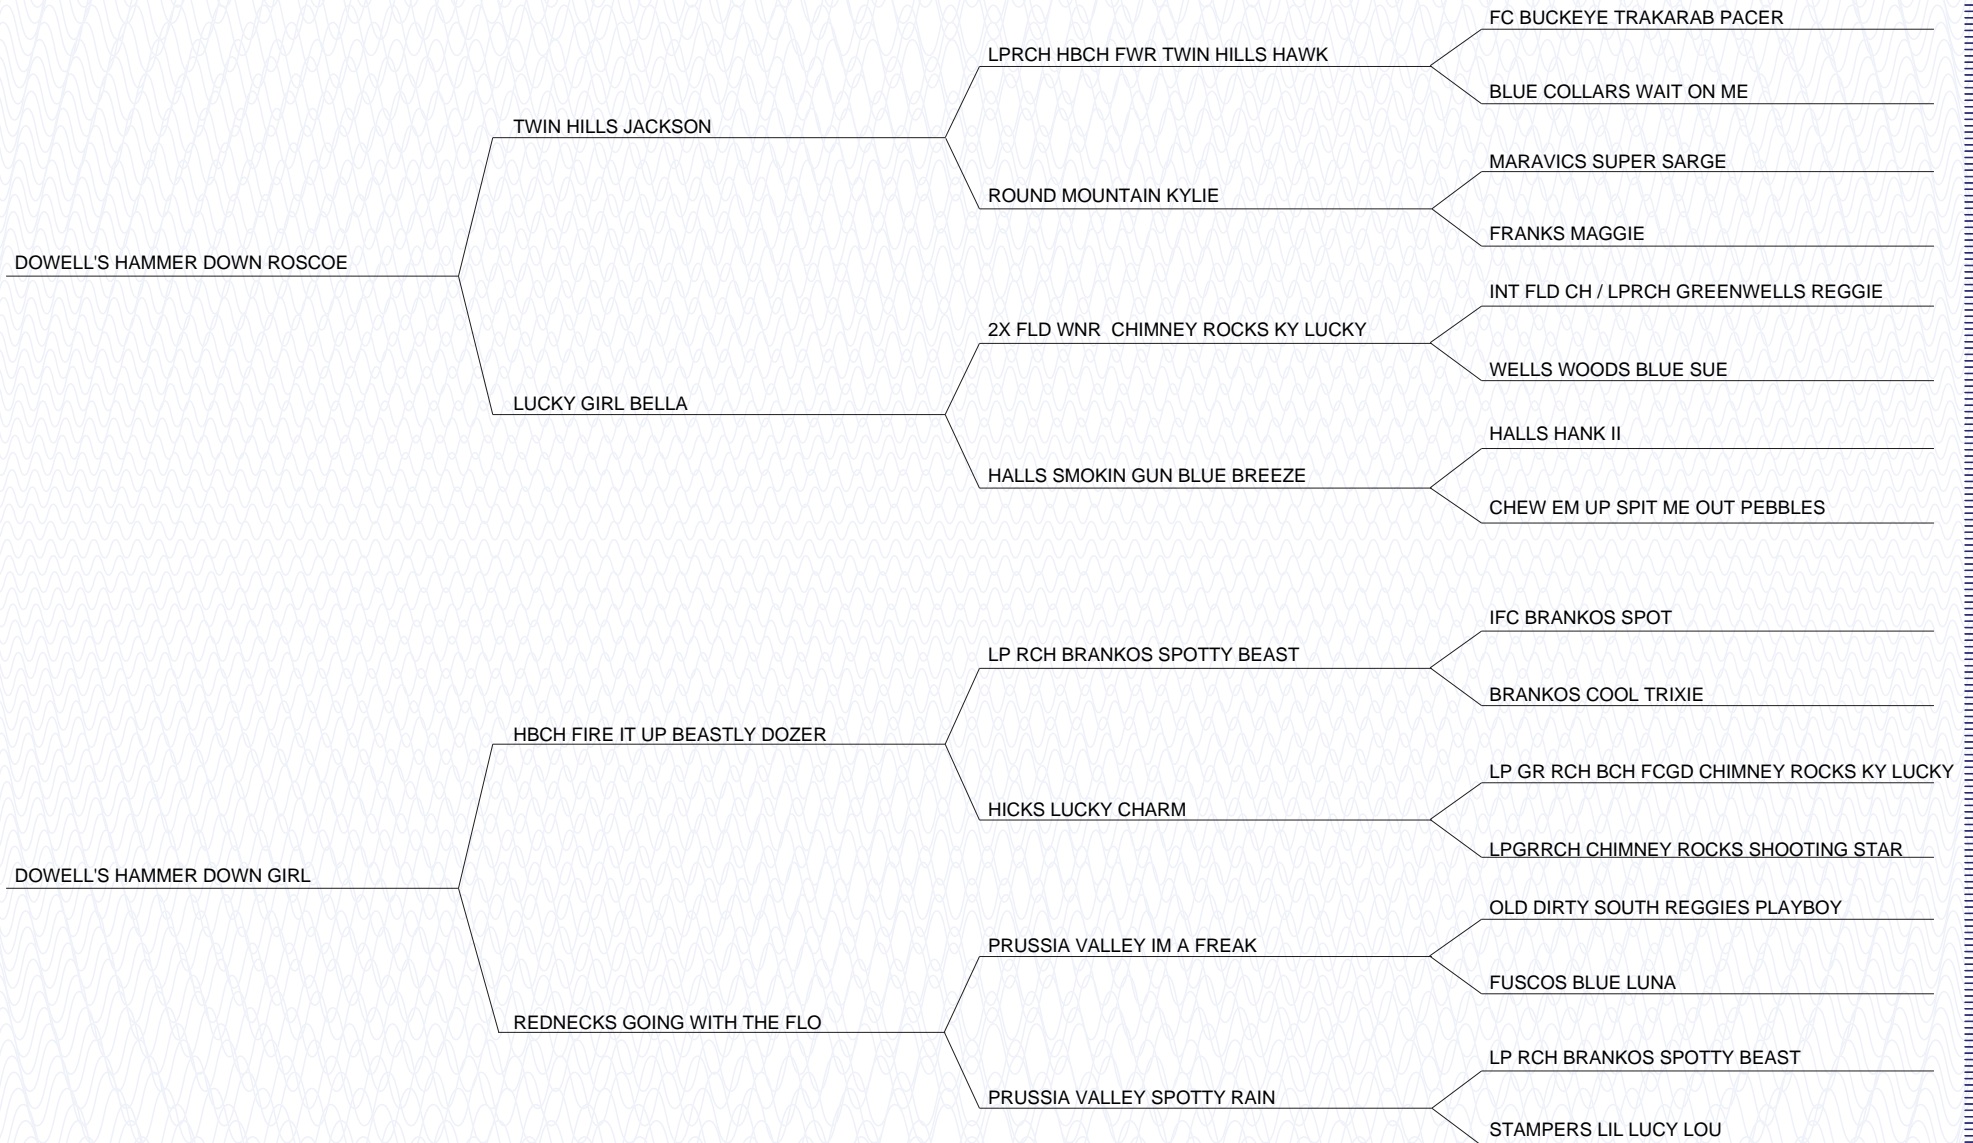 FC BUCKEYE TRAKARAB PACER
LPRCH HBCH FWR TWIN HILLS HAWK
BLUE COLLARS WAIT ON ME
TWIN HILLS JACKSON
MARAVICS SUPER SARGE
ROUND MOUNTAIN KYLIE
FRANKS MAGGIE
DOWELL'S HAMMER DOWN ROSCOE
INT FLD CH / LPRCH GREENWELLS REGGIE
2X FLD WNR  CHIMNEY ROCKS KY LUCKY
WELLS WOODS BLUE SUE
LUCKY GIRL BELLA
HALLS HANK II
HALLS SMOKIN GUN BLUE BREEZE
CHEW EM UP SPIT ME OUT PEBBLES
IFC BRANKOS SPOT
LP RCH BRANKOS SPOTTY BEAST
BRANKOS COOL TRIXIE
HBCH FIRE IT UP BEASTLY DOZER
LP GR RCH BCH FCGD CHIMNEY ROCKS KY LUCKY
HICKS LUCKY CHARM
LPGRRCH CHIMNEY ROCKS SHOOTING STAR
DOWELL'S HAMMER DOWN GIRL
OLD DIRTY SOUTH REGGIES PLAYBOY
PRUSSIA VALLEY IM A FREAK
FUSCOS BLUE LUNA
REDNECKS GOING WITH THE FLO
LP RCH BRANKOS SPOTTY BEAST
PRUSSIA VALLEY SPOTTY RAIN
STAMPERS LIL LUCY LOU